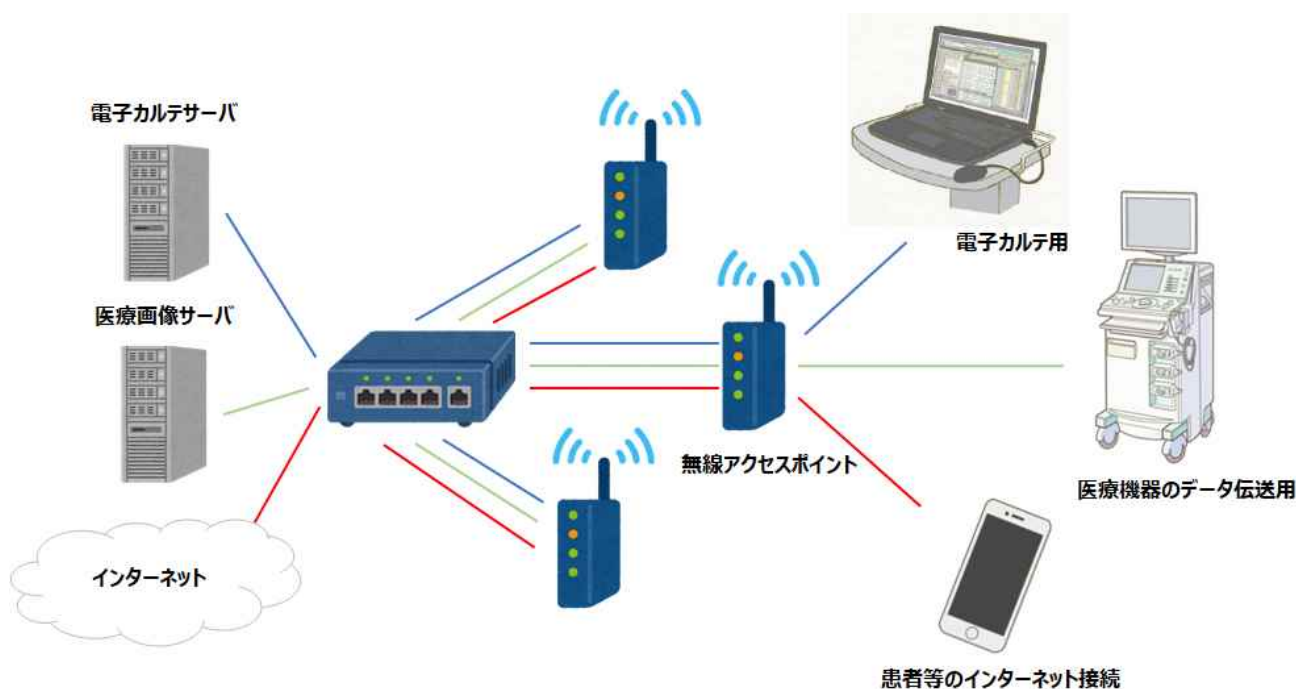 電子カルテサーバ
医療画像サーバ
インターネット
無線アクセスポイント
電子カルテ用
医療機器のデータ伝送用
患者等のインターネット接続